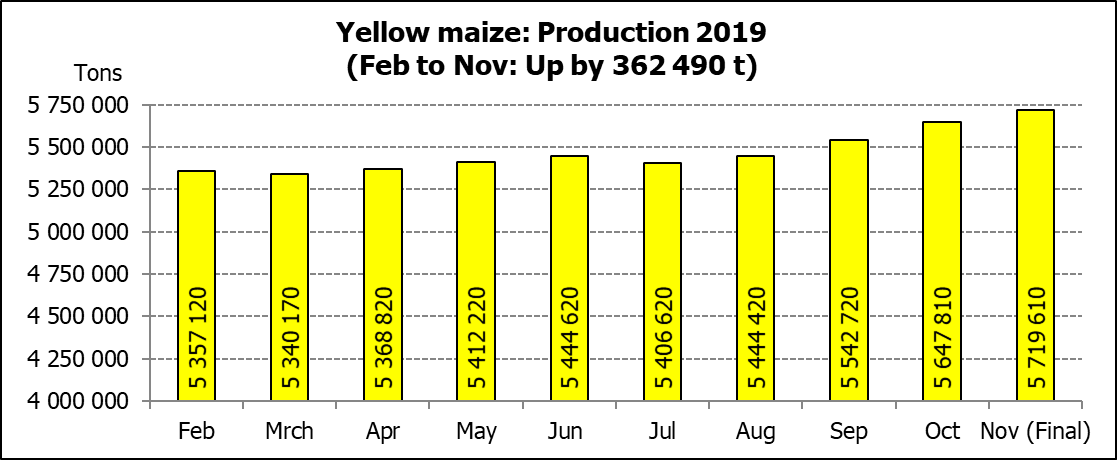 Yellow maize: Production 2019
(Feb to Nov: Up by 362 490 t)
Tons
5 750 000
5 500 000
5 250 000
5 000 000
4 750 000
4 500 000
4 250 000
4 000 000
5 357 120
5 340 170
5 368 820
5 412 220
5 444 620
5 406 620
5 444 420
5 542 720
5 647 810
5 719 610
Feb Mrch Apr May Jun Jul Aug Sep Oct Nov (Final)